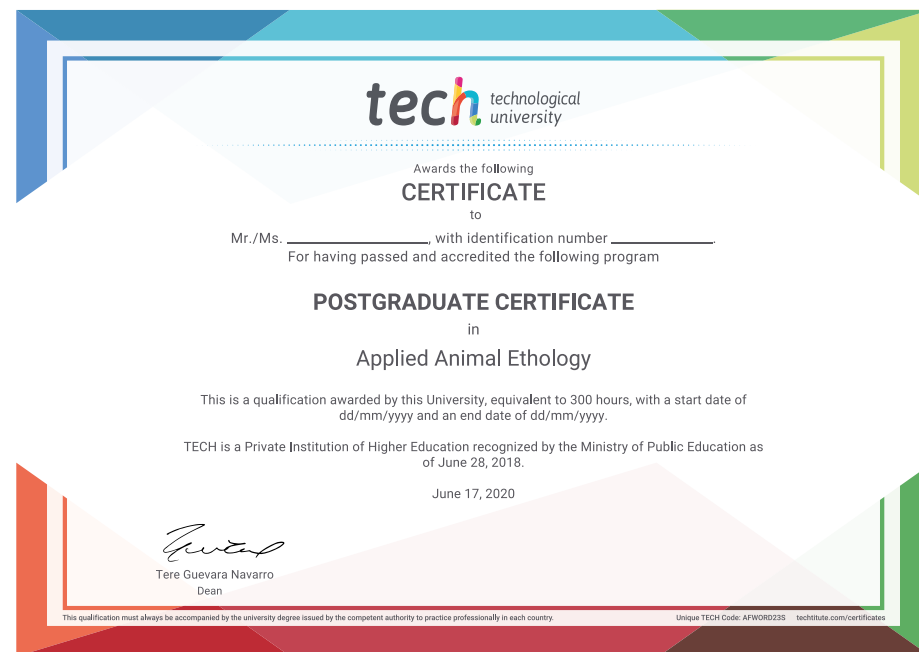 tech technological
university
Awards the following
CERTIFICATE
to
Mr./Ms. ____________________, with identification number ______________.
For having passed and accredited the following program
POSTGRADUATE CERTIFICATE
in
Applied Animal Ethology
This is a qualification awarded by this University, equivalent to 300 hours, with a start date of
dd/mm/yyyy and an end date of dd/mm/yyyy.
TECH is a Private Institution of Higher Education recognized by the Ministry of Public Education as
of June 28, 2018.
June 17, 2020
Tere Guevara Navarro
Dean
This qualification must always be accompanied by the university degree issued by the competent authority to practice professionally in each country. Unique TECH Code: AFWORD23S techtitute.com/certificates